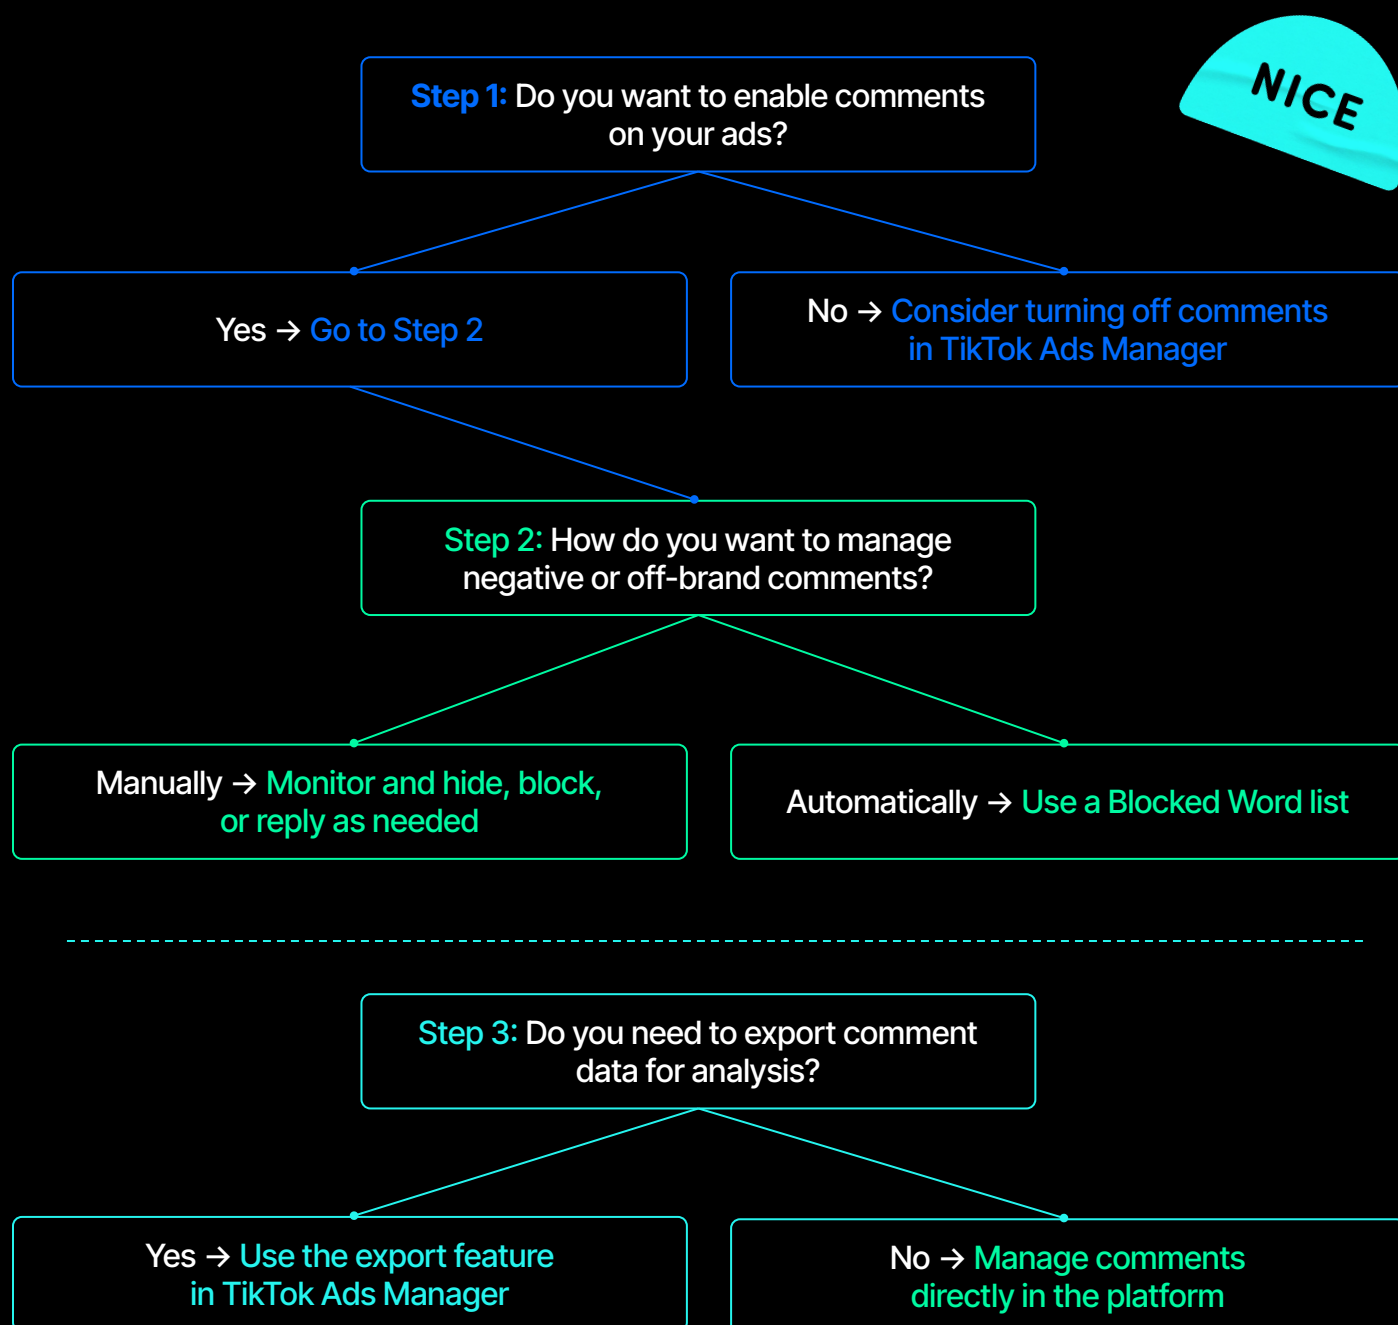 NICE
Step 1: Do you want to enable comments
on your ads?
Yes → Go to Step 2
No → Consider turning off comments
in TikTok Ads Manager
Step 2: How do you want to manage
negative or off-brand comments?
Manually → Monitor and hide, block,
or reply as needed
Automatically → Use a Blocked Word list
Step 3: Do you need to export comment
data for analysis?
Yes → Use the export feature
in TikTok Ads Manager
No → Manage comments
directly in the platform